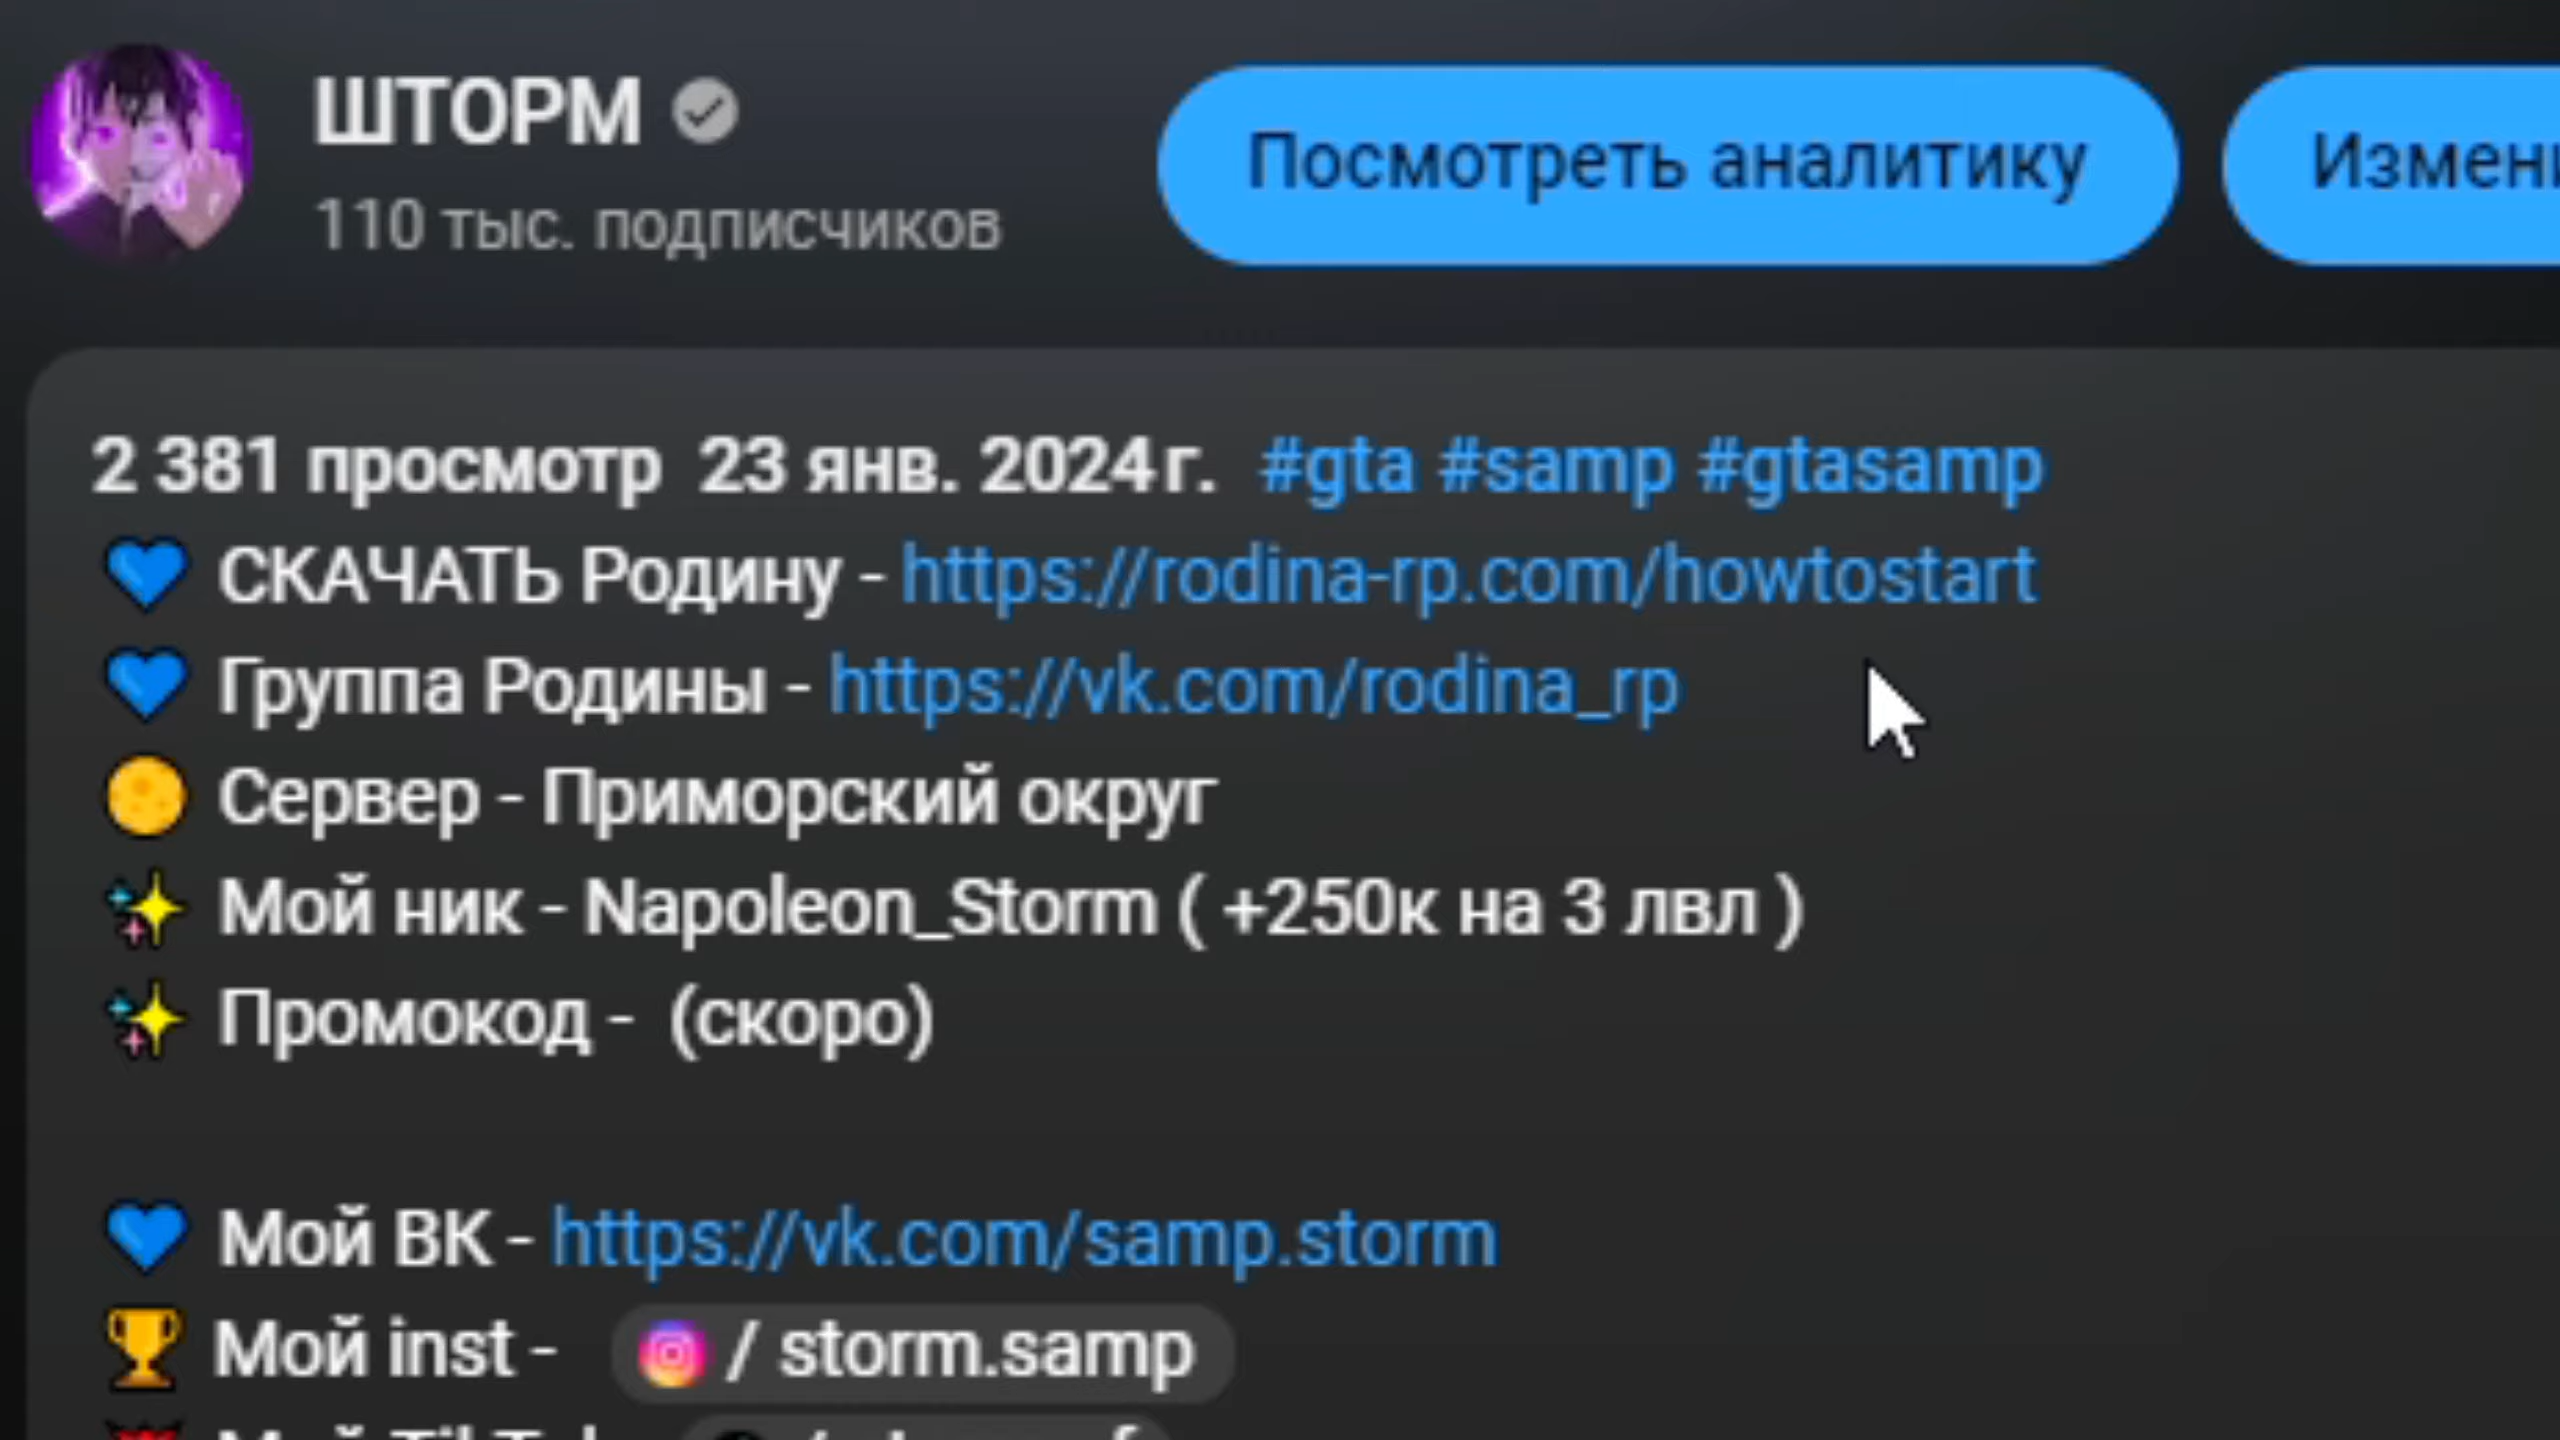 ШТОРМ
110 тыс. подписчиков
Посмотреть аналитику
Измени
2 381 просмотр 23 янв. 2024 г. #gta #samp #gtasamp
СКАЧАТЬ Родину - https://rodina-rp.com/howtostart
Группа Родины - https://vk.com/rodina_rp
Сервер - Приморский округ
Мой ник - Napoleon_Storm ( +250к на 3 лвл )
Промокод - (скоро)
Мой ВК - https://vk.com/samp.storm
Мой inst - / storm.samp
Мой